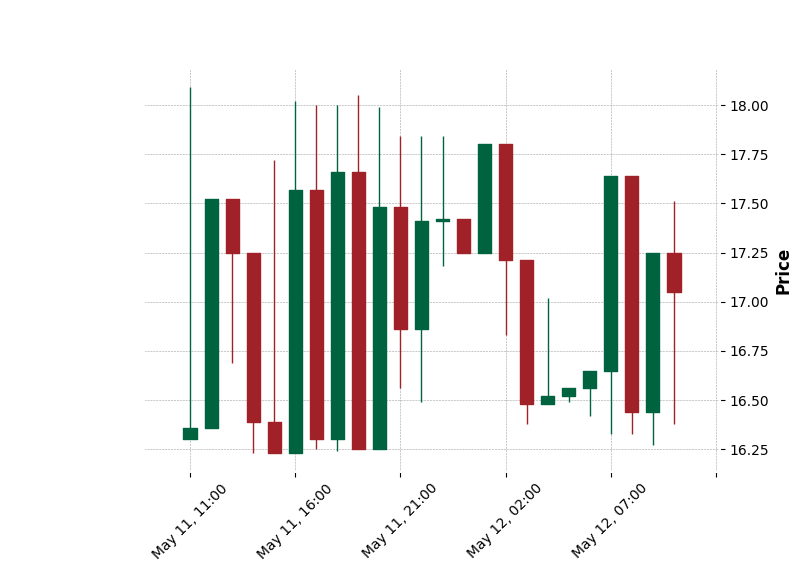 18.00
17.75
17.50
17.25
17.00
16.75
16.50
16.25
Price
May 11, 11:00
May 11, 16:00
May 11, 21:00
May 12, 02:00
May 12, 07:00